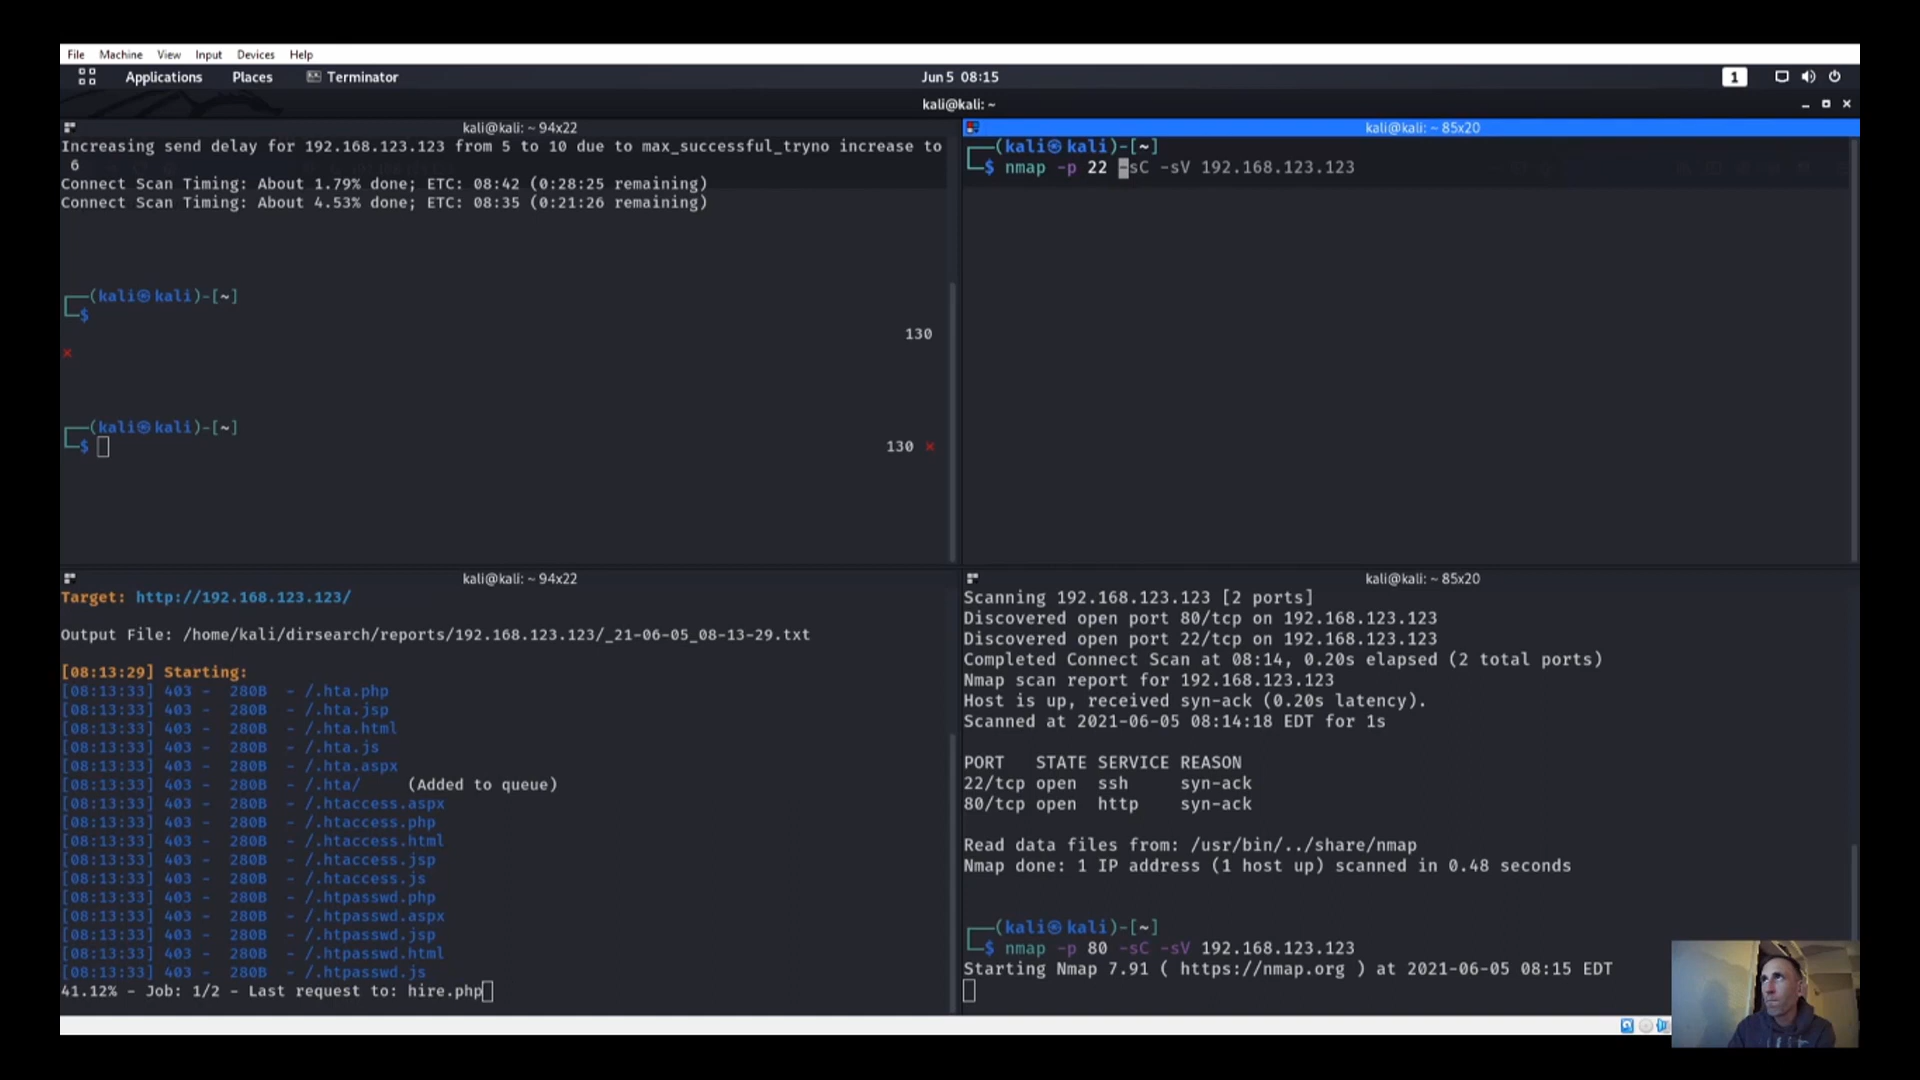 File Machine View Input Devices Help
Applications Places Terminator Jun 5 08:15 1
kali@kali: ~
kali@kali: ~ 94x22
Increasing send delay for 192.168.123.123 from 5 to 10 due to max_successful_tryno increase to
6
Connect Scan Timing: About 1.79% done; ETC: 08:42 (0:28:25 remaining)
Connect Scan Timing: About 4.53% done; ETC: 08:35 (0:21:26 remaining)
(kali㉿kali)-[~]
$
130
×
(kali㉿kali)-[~]
$ 130 ×
kali@kali: ~ 85x20
(kali㉿kali)-[~]
$ nmap -p 22 -sC -sV 192.168.123.123
kali@kali: ~ 94x22
Target: http://192.168.123.123/
Output File: /home/kali/dirsearch/reports/192.168.123.123/_21-06-05_08-13-29.txt
[08:13:29] Starting:
[08:13:33] 403 - 280B - /.hta.php
[08:13:33] 403 - 280B - /.hta.jsp
[08:13:33] 403 - 280B - /.hta.html
[08:13:33] 403 - 280B - /.hta.js
[08:13:33] 403 - 280B - /.hta.aspx
[08:13:33] 403 - 280B - /.hta/ (Added to queue)
[08:13:33] 403 - 280B - /.htaccess.aspx
[08:13:33] 403 - 280B - /.htaccess.php
[08:13:33] 403 - 280B - /.htaccess.html
[08:13:33] 403 - 280B - /.htaccess.jsp
[08:13:33] 403 - 280B - /.htaccess.js
[08:13:33] 403 - 280B - /.htpasswd.php
[08:13:33] 403 - 280B - /.htpasswd.aspx
[08:13:33] 403 - 280B - /.htpasswd.jsp
[08:13:33] 403 - 280B - /.htpasswd.html
[08:13:33] 403 - 280B - /.htpasswd.js
41.12% - Job: 1/2 - Last request to: hire.php
kali@kali: ~ 85x20
Scanning 192.168.123.123 [2 ports]
Discovered open port 80/tcp on 192.168.123.123
Discovered open port 22/tcp on 192.168.123.123
Completed Connect Scan at 08:14, 0.20s elapsed (2 total ports)
Nmap scan report for 192.168.123.123
Host is up, received syn-ack (0.20s latency).
Scanned at 2021-06-05 08:14:18 EDT for 1s
PORT STATE SERVICE REASON
22/tcp open ssh syn-ack
80/tcp open http syn-ack
Read data files from: /usr/bin/../share/nmap
Nmap done: 1 IP address (1 host up) scanned in 0.48 seconds
(kali㉿kali)-[~]
$ nmap -p 80 -sC -sV 192.168.123.123
Starting Nmap 7.91 ( https://nmap.org ) at 2021-06-05 08:15 EDT